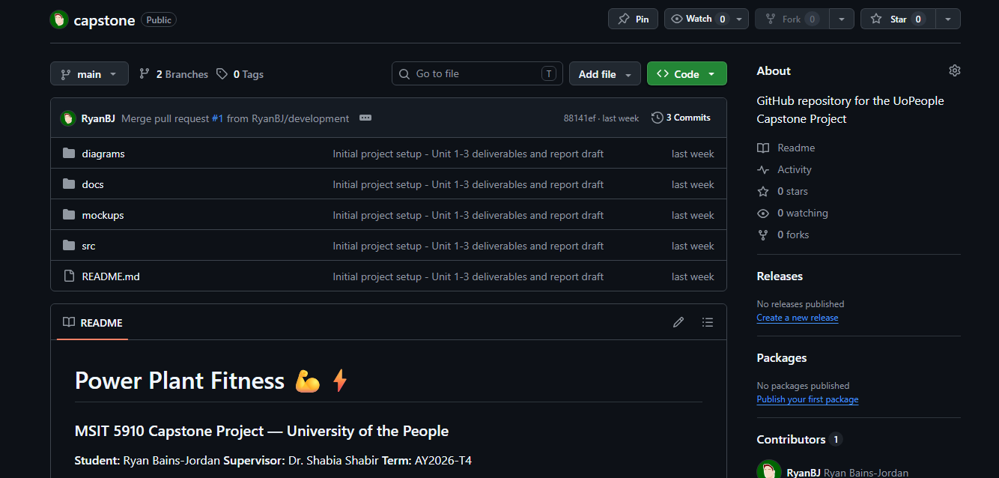 capstone Public
Pin Watch 0 Fork 0 Star 0
main 2 Branches 0 Tags Go to file T Add file Code
RyanBJ Merge pull request #1 from RyanBJ/development 88141ef · last week 3 Commits
diagrams Initial project setup - Unit 1-3 deliverables and report draft last week
docs Initial project setup - Unit 1-3 deliverables and report draft last week
mockups Initial project setup - Unit 1-3 deliverables and report draft last week
src Initial project setup - Unit 1-3 deliverables and report draft last week
README.md Initial project setup - Unit 1-3 deliverables and report draft last week
README
Power Plant Fitness 💪 ⚡
MSIT 5910 Capstone Project — University of the People
Student: Ryan Bains-Jordan Supervisor: Dr. Shabia Shabir Term: AY2026-T4
About
GitHub repository for the UoPeople
Capstone Project
Readme
Activity
0 stars
0 watching
0 forks
Releases
No releases published
Create a new release
Packages
No packages published
Publish your first package
Contributors 1
RyanBJ Ryan Bains-Jordan